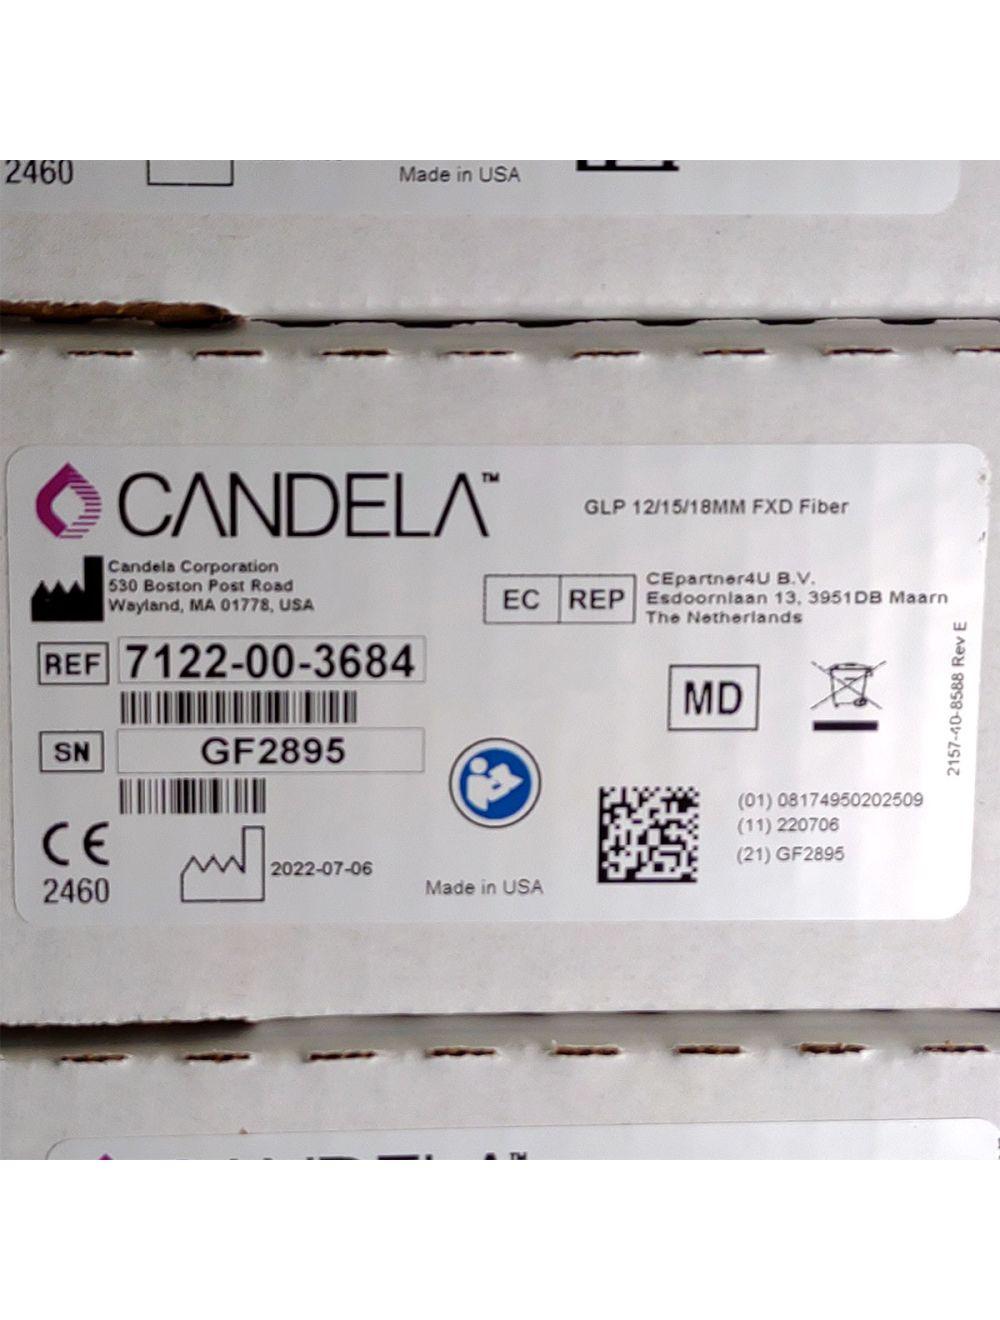 2460
Made in USA
CANDELA™
GLP 12/15/18MM FXD Fiber
Candela Corporation
530 Boston Post Road
Wayland, MA 01778, USA
EC REP
CEpartner4U B.V.
Esdoornlaan 13, 3951DB Maarn
The Netherlands
REF 7122-00-3684
MD
SN GF2895
2157-40-8588 Rev E
(01) 08174950202509
(11) 220706
(21) GF2895
CE
2460
2022-07-06
Made in USA
CANDELA™